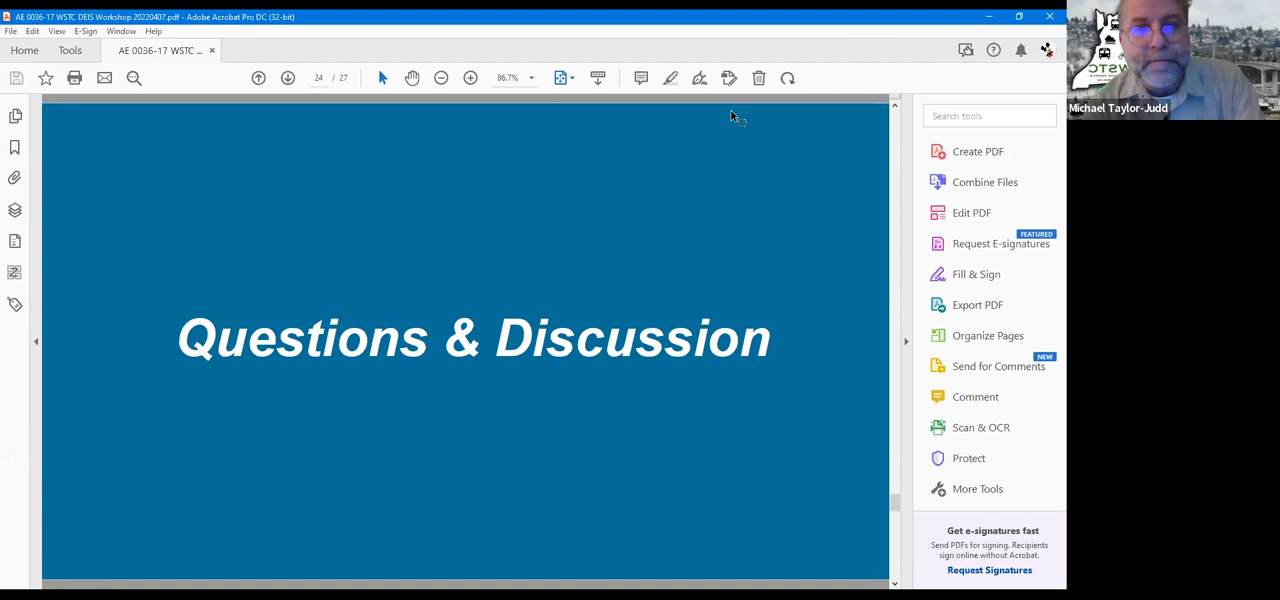 AE 0036-17 WSTC DEIS Workshop 20220407.pdf - Adobe Acrobat Pro DC (32-bit)
File Edit View E-Sign Window Help
Home Tools AE 0036-17 WSTC ... ×
24 / 27 86.7%
Questions & Discussion
Search tools
Create PDF
Combine Files
Edit PDF
FEATURED
Request E-signatures
Fill & Sign
Export PDF
Organize Pages
NEW
Send for Comments
Comment
Scan & OCR
Protect
More Tools
Get e-signatures fast
Send PDFs for signing. Recipients
sign online without Acrobat.
Request Signatures
Michael Taylor-Judd